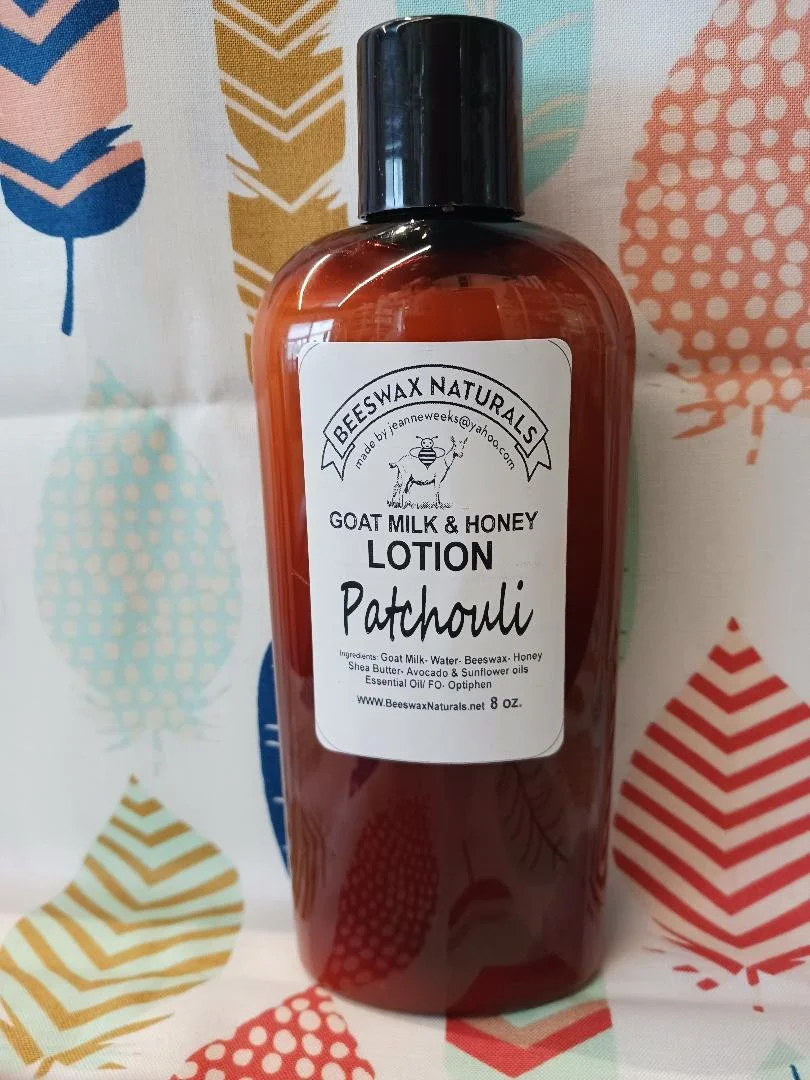 BEESWAX NATURALS
made by jeanneweeks@yahoo.com
GOAT MILK & HONEY
LOTION
Patchouli
Ingredients: Goat Milk- Water- Beeswax- Honey
Shea Butter- Avocado & Sunflower oils
Essential Oil/ FO- Optiphen
WWW.BeeswaxNaturals.net 8 oz.